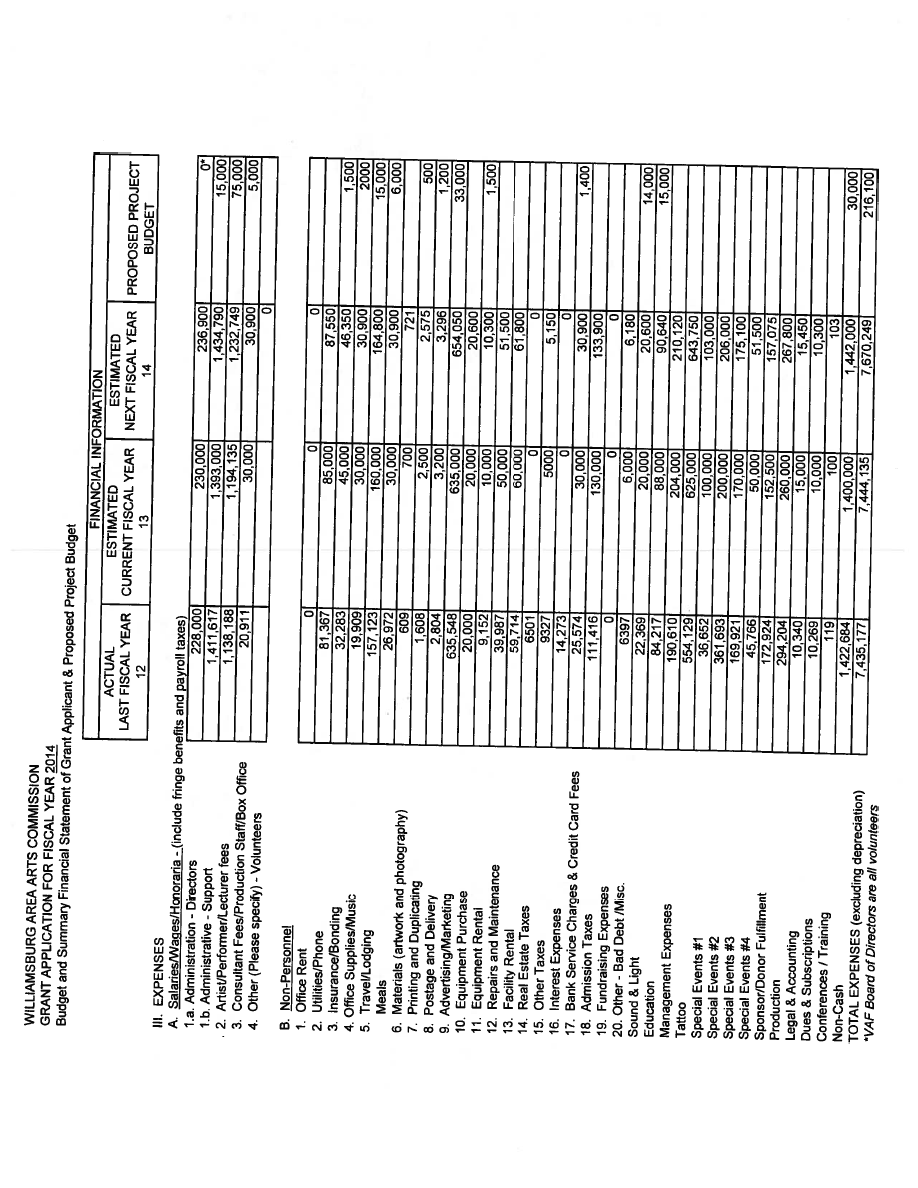 WILLIAMSBURG AREA ARTS COMMISSION
GRANT APPLICATION FOR FISCAL YEAR 2014
Budget and Summary Financial Statement of Grant Applicant & Proposed Project Budget
FINANCIAL INFORMATION
ACTUAL ESTIMATED ESTIMATED PROPOSED PROJECT
LAST FISCAL YEAR CURRENT FISCAL YEAR NEXT FISCAL YEAR BUDGET
12 13 14
III. EXPENSES
A. Salaries/Wages/Honoraria - (include fringe benefits and payroll taxes)
1.a Administration - Directors 228,000 230,000 236,900 0*
1.b Administrative - Support 1,411,617 1,393,000 1,434,790 15,000
2. Artist/Performer/Lecturer fees 1,138,188 1,194,135 1,232,749 75,000
3. Consultant Fees/Production Staff/Box Office 20,911 30,000 30,900 5,000
4. Other (Please specify) - Volunteers 0
B. Non-Personnel
1. Office Rent 0 0 0
2. Utilities/Phone 81,367 85,000 87,550
3. Insurance/Bonding 32,283 45,000 46,350 1,500
4. Office Supplies/Music 19,909 30,000 30,900 2000
5. Travel/Lodging 157,123 160,000 164,800 15,000
Meals 26,972 30,000 30,900 6,000
6. Materials (artwork and photography) 609 700 721
7. Printing and Duplicating 1,608 2,500 2,575 500
8. Postage and Delivery 2,804 3,200 3,296 1,200
9. Advertising/Marketing 635,548 635,000 654,050 33,000
10. Equipment Purchase 20,000 20,000 20,600
11. Equipment Rental 9,152 10,000 10,300 1,500
12. Repairs and Maintenance 39,987 50,000 51,500
13. Facility Rental 59,714 60,000 61,800
14. Real Estate Taxes 6501 0 0
15. Other Taxes 9327 5000 5,150
16. Interest Expenses 14,273 0 0
17. Bank Service Charges & Credit Card Fees 25,574 30,000 30,900 1,400
18. Admission Taxes 111,416 130,000 133,900
19. Fundraising Expenses 0 0 0
20. Other - Bad Debt /Misc. 6397 6,000 6,180
Sound & Light 22,369 20,000 20,600 14,000
Education 84,217 88,000 90,640 15,000
Management Expenses 190,610 204,000 210,120
Tattoo 554,129 625,000 643,750
Special Events #1 36,652 100,000 103,000
Special Events #2 361,693 200,000 206,000
Special Events #3 169,921 170,000 175,100
Special Events #4 45,766 50,000 51,500
Sponsor/Donor Fulfillment 172,924 152,500 157,075
Production 294,204 260,000 267,800
Legal & Accounting 10,340 15,000 15,450
Dues & Subscriptions 10,269 10,000 10,300
Conferences / Training 119 100 103
Non-Cash 1,422,684 1,400,000 1,442,000 30,000
TOTAL EXPENSES (excluding depreciation) 7,435,177 7,444,135 7,670,249 216,100
*VAF Board of Directors are all volunteers